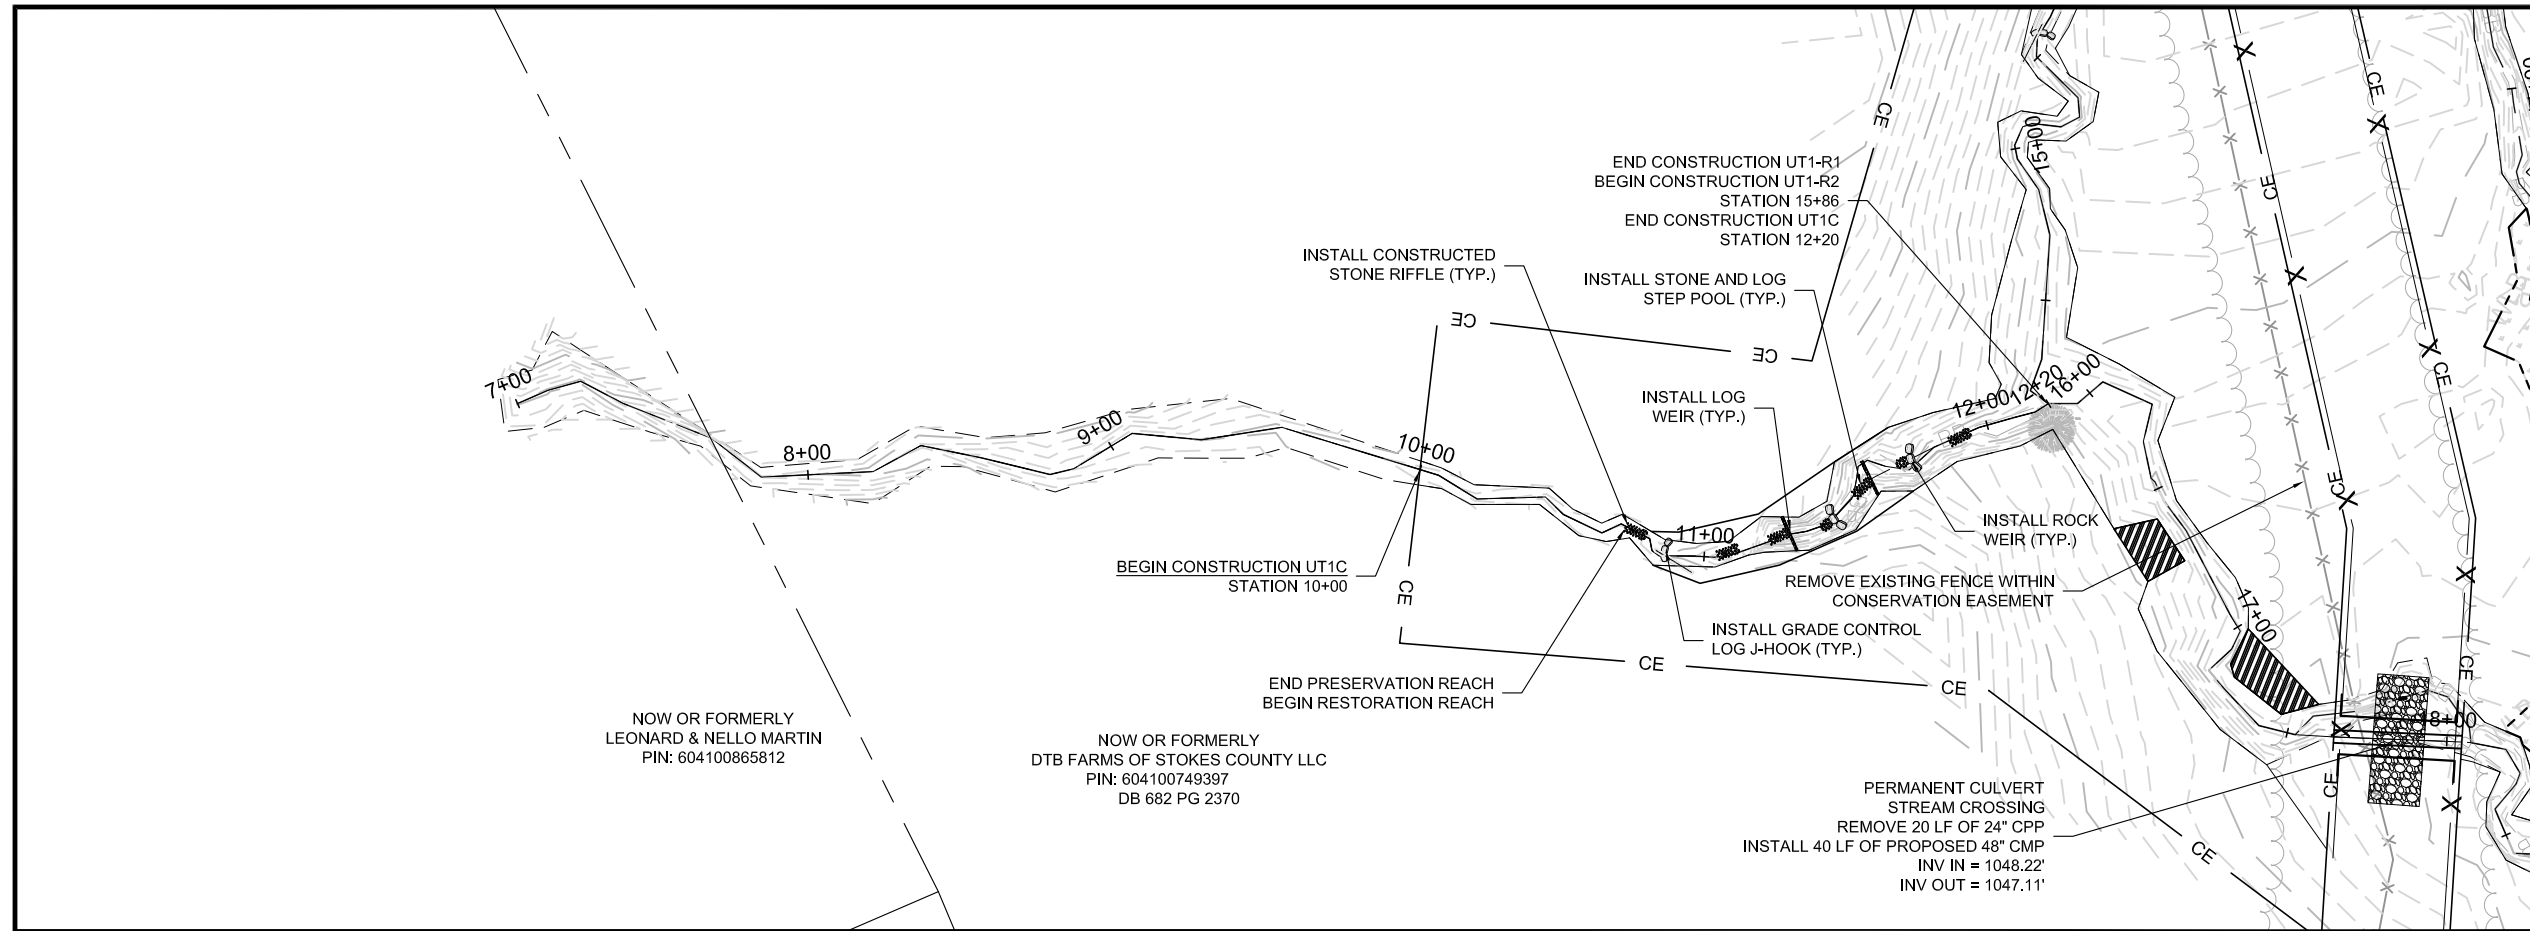 END CONSTRUCTION UT1-R1
BEGIN CONSTRUCTION UT1-R2
STATION 15+86
END CONSTRUCTION UT1C
STATION 12+20
INSTALL CONSTRUCTED
STONE RIFFLE (TYP.)
INSTALL STONE AND LOG
STEP POOL (TYP.)
INSTALL LOG
WEIR (TYP.)
7+00
8+00
9+00
10+00
11+00
12+00
12+20
16+00
15+00
17+00
18+00
CE
CE
CE
CE
CE
CE
CE
CE
CE
CE
CE
CE
CE
CE
INSTALL ROCK
WEIR (TYP.)
BEGIN CONSTRUCTION UT1C
STATION 10+00
REMOVE EXISTING FENCE WITHIN
CONSERVATION EASEMENT
INSTALL GRADE CONTROL
LOG J-HOOK (TYP.)
END PRESERVATION REACH
BEGIN RESTORATION REACH
NOW OR FORMERLY
LEONARD & NELLO MARTIN
PIN: 604100865812
NOW OR FORMERLY
DTB FARMS OF STOKES COUNTY LLC
PIN: 604100749397
DB 682 PG 2370
PERMANENT CULVERT
STREAM CROSSING
REMOVE 20 LF OF 24" CPP
INSTALL 40 LF OF PROPOSED 48" CMP
INV IN = 1048.22'
INV OUT = 1047.11'